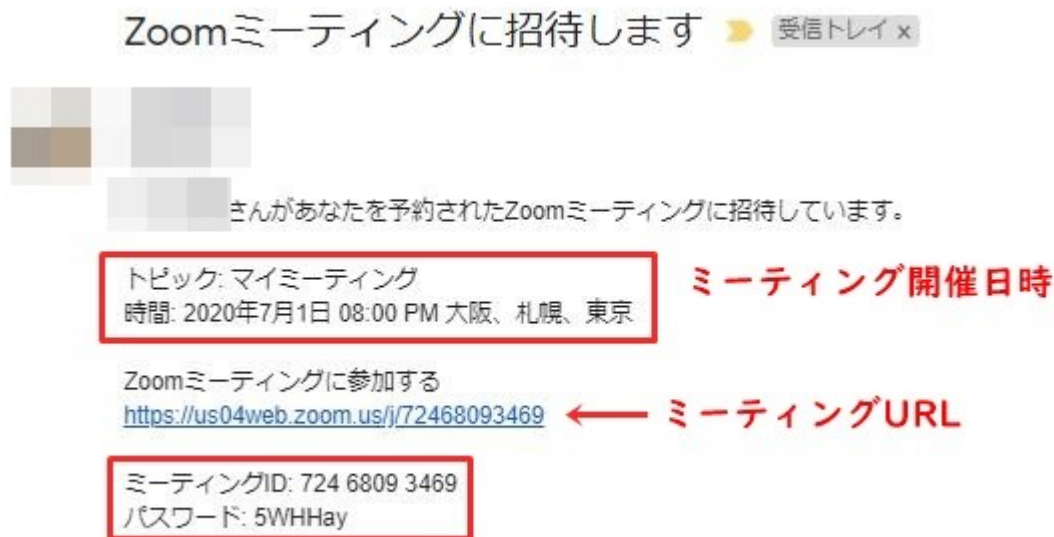 Zoomミーティングに招待します 受信トレイ x
さんがあなたを予約されたZoomミーティングに招待しています。
トピック: マイミーティング
時間: 2020年7月1日 08:00 PM 大阪、札幌、東京
ミーティング開催日時
Zoomミーティングに参加する
https://us04web.zoom.us/j/72468093469
ミーティングURL
ミーティングID: 724 6809 3469
パスワード: 5WHHay